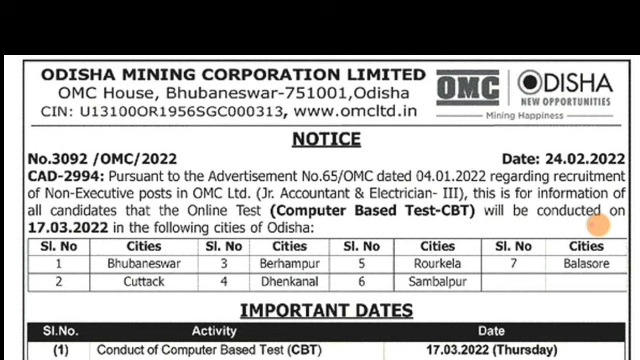 ODISHA MINING CORPORATION LIMITED
OMC House, Bhubaneswar-751001,Odisha
CIN: U13100OR1956SGC000313, www.omcltd.in
OMC
ODISHA
NEW OPPORTUNITIES
Mining Happiness
NOTICE
No.3092 /OMC/2022 Date: 24.02.2022
CAD-2994: Pursuant to the Advertisement No.65/OMC dated 04.01.2022 regarding recruitment
of Non-Executive posts in OMC Ltd. (Jr. Accountant & Electrician- III), this is for information of
all candidates that the Online Test (Computer Based Test-CBT) will be conducted on
17.03.2022 in the following cities of Odisha:
Sl. No Cities Sl. No Cities Sl. No Cities Sl. No Cities
1 Bhubaneswar 3 Berhampur 5 Rourkela 7 Balasore
2 Cuttack 4 Dhenkanal 6 Sambalpur
IMPORTANT DATES
Sl.No. Activity Date
(1) Conduct of Computer Based Test (CBT) 17.03.2022 (Thursday)